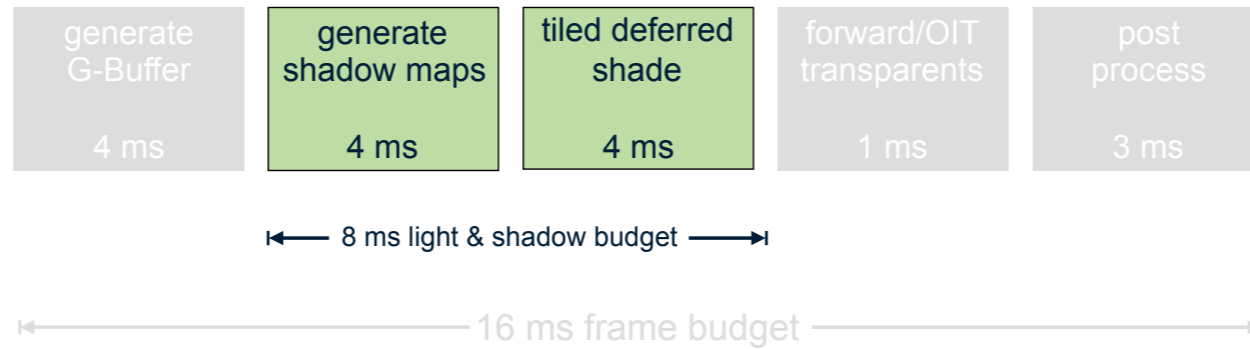 generate
G-Buffer
4 ms
generate
shadow maps
4 ms
tiled deferred
shade
4 ms
forward/OIT
transparents
1 ms
post
process
3 ms
8 ms light & shadow budget
16 ms frame budget